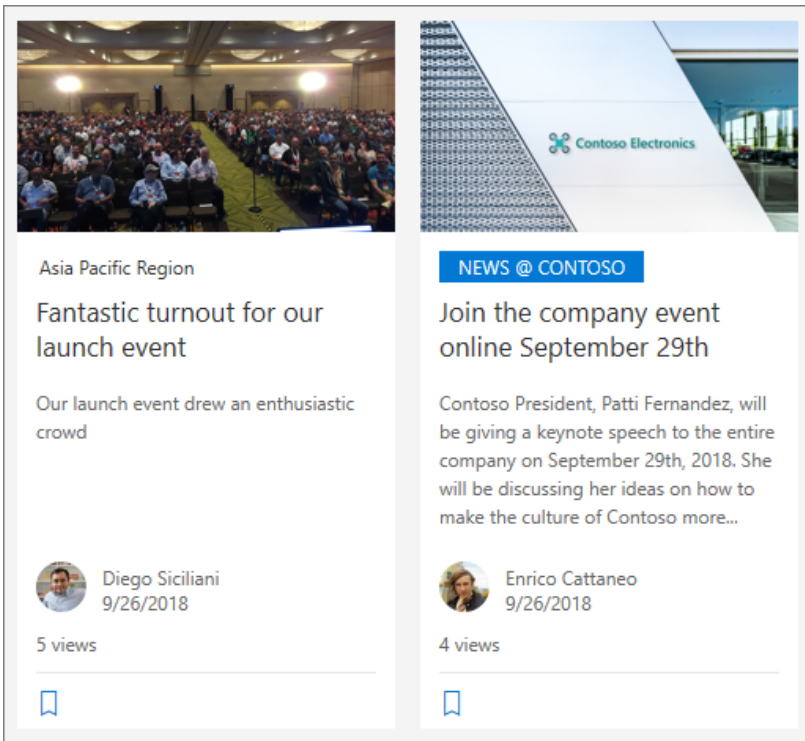 Asia Pacific Region
Fantastic turnout for our
launch event
Our launch event drew an enthusiastic
crowd
Diego Siciliani
9/26/2018
5 views
Contoso Electronics
NEWS @ CONTOSO
Join the company event
online September 29th
Contoso President, Patti Fernandez, will
be giving a keynote speech to the entire
company on September 29th, 2018. She
will be discussing her ideas on how to
make the culture of Contoso more...
Enrico Cattaneo
9/26/2018
4 views